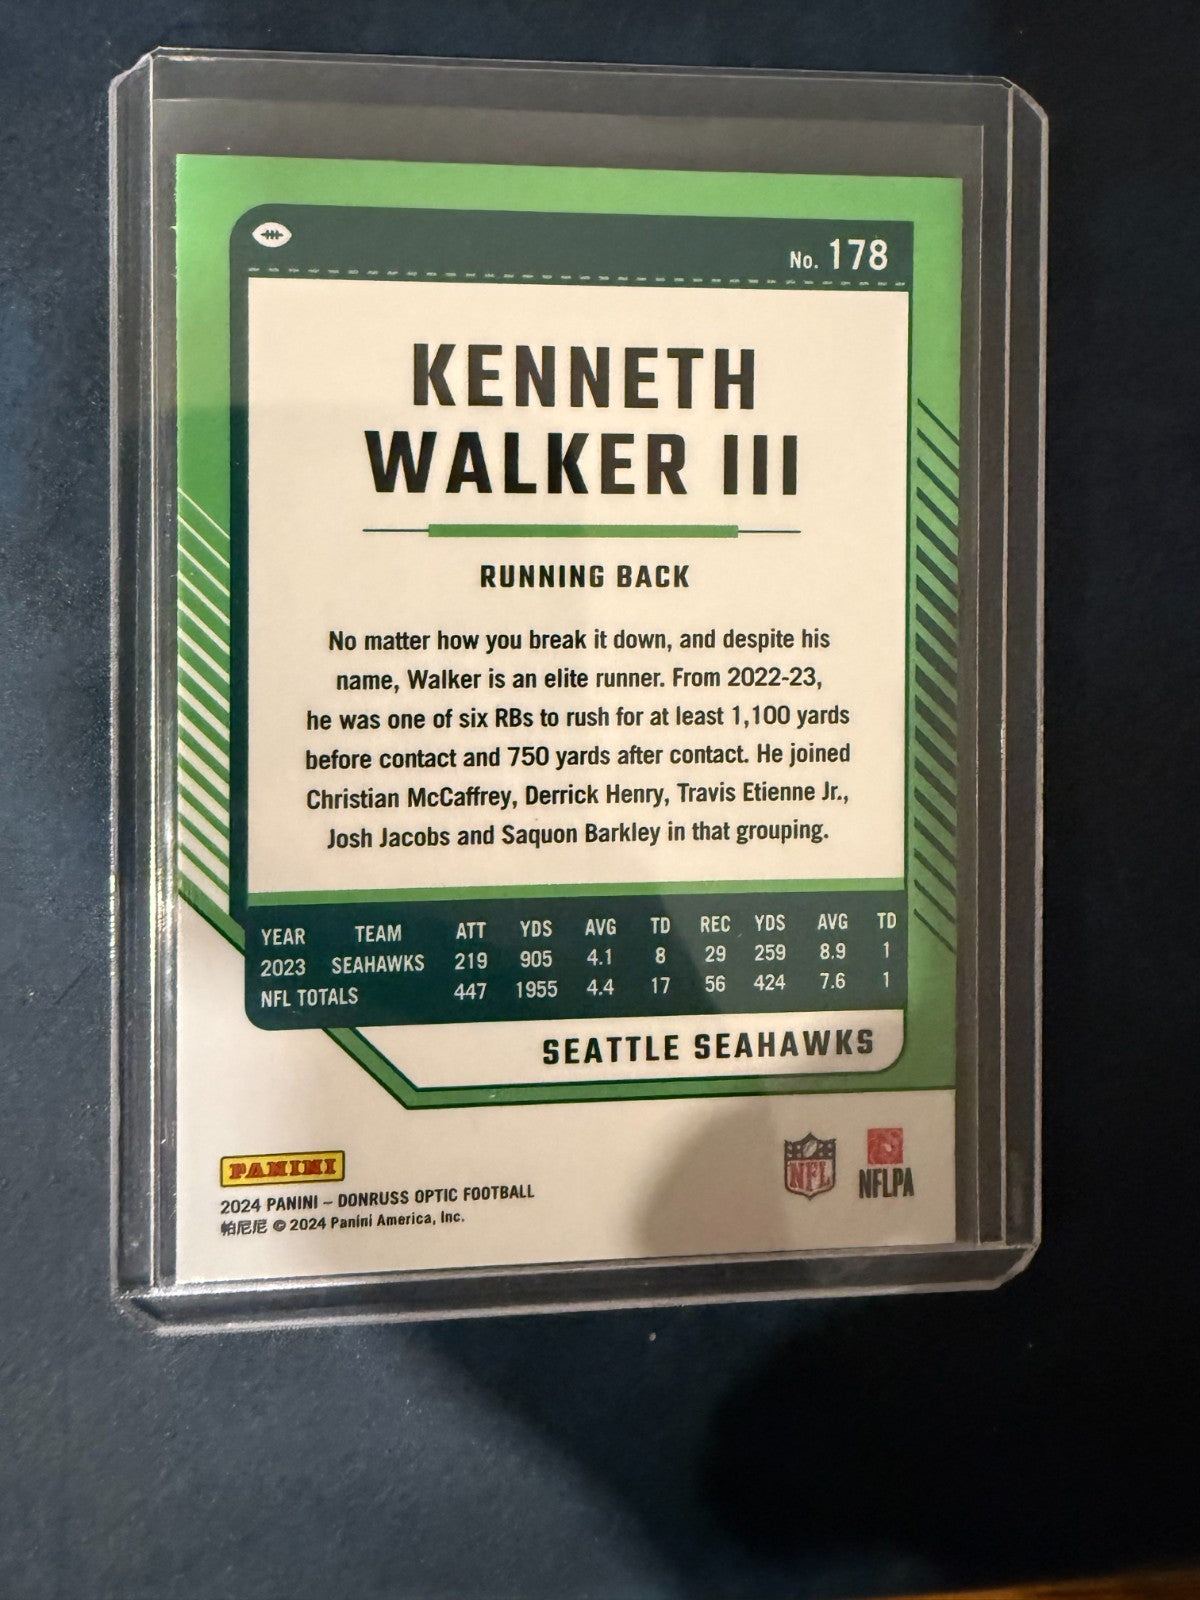 No. 178
KENNETH
WALKER III
RUNNING BACK
No matter how you break it down, and despite his
name, Walker is an elite runner. From 2022-23,
he was one of six RBs to rush for at least 1,100 yards
before contact and 750 yards after contact. He joined
Christian McCaffrey, Derrick Henry, Travis Etienne Jr.,
Josh Jacobs and Saquon Barkley in that grouping.
YEAR TEAM ATT YDS AVG TD REC YDS AVG TD
2023 SEAHAWKS 219 905 4.1 8 29 259 8.9 1
NFL TOTALS 447 1955 4.4 17 56 424 7.6 1
SEATTLE SEAHAWKS
PANINI
NFL
NFLPA
2024 PANINI – DONRUSS OPTIC FOOTBALL
帕尼尼 © 2024 Panini America, Inc.